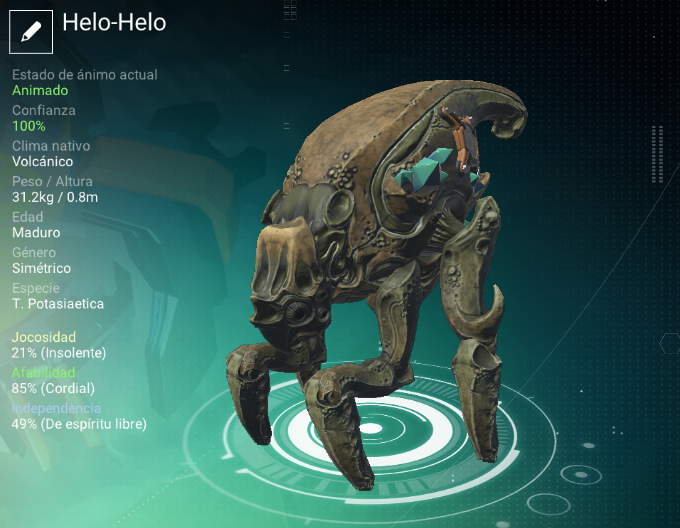 Helo-Helo
Estado de ánimo actual
Animado
Confianza
100%
Clima nativo
Volcánico
Peso / Altura
31.2kg / 0.8m
Edad
Maduro
Género
Simétrico
Especie
T. Potasiaetica
Jocosidad
21% (Insolente)
Afabilidad
85% (Cordial)
Independencia
49% (De espíritu libre)